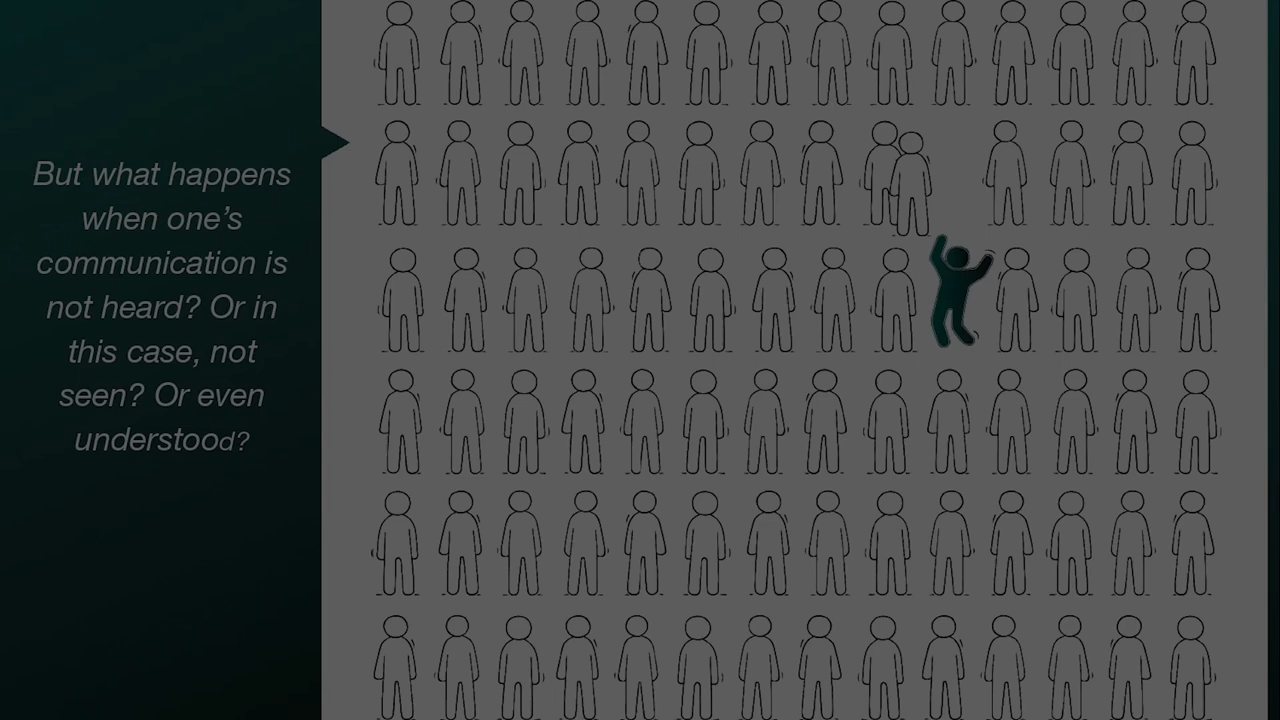 But what happens
when one’s
communication is
not heard? Or in
this case, not
seen? Or even
understood?